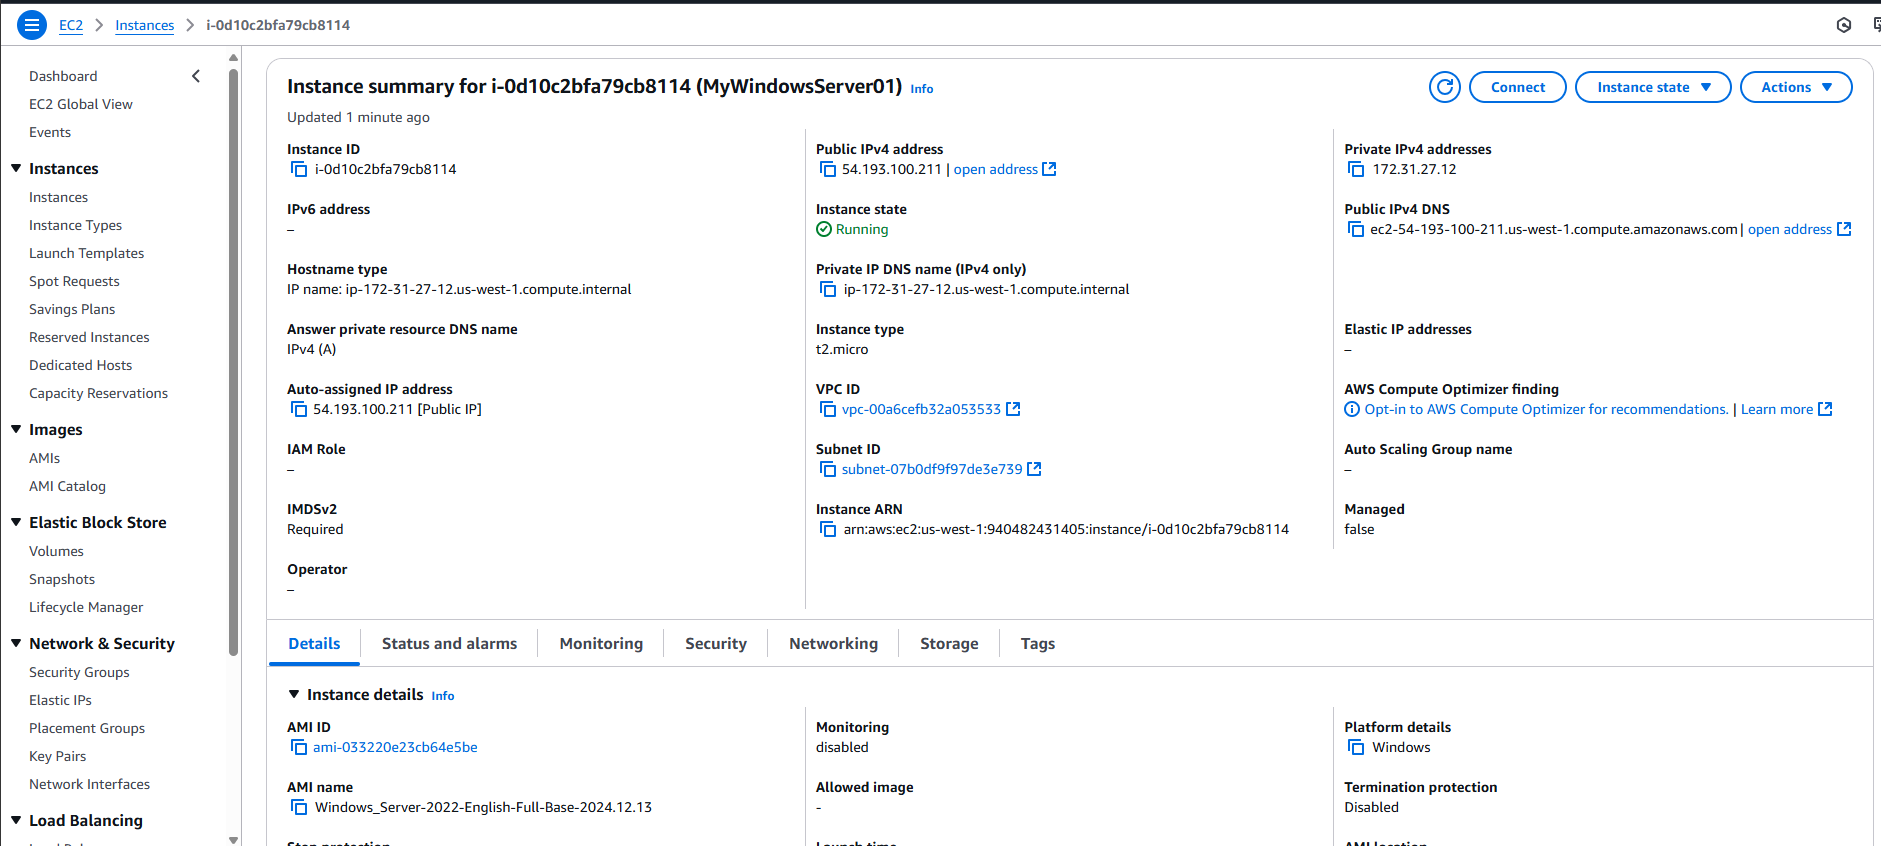 EC2 > Instances > i-0d10c2bfa79cb8114
Dashboard
EC2 Global View
Events
Instances
Instances
Instance Types
Launch Templates
Spot Requests
Savings Plans
Reserved Instances
Dedicated Hosts
Capacity Reservations
Images
AMIs
AMI Catalog
Elastic Block Store
Volumes
Snapshots
Lifecycle Manager
Network & Security
Security Groups
Elastic IPs
Placement Groups
Key Pairs
Network Interfaces
Load Balancing
Instance summary for i-0d10c2bfa79cb8114 (MyWindowsServer01) Info
Connect
Instance state
Actions
Updated 1 minute ago
Instance ID
i-0d10c2bfa79cb8114
Public IPv4 address
54.193.100.211 | open address
Private IPv4 addresses
172.31.27.12
IPv6 address
–
Instance state
Running
Public IPv4 DNS
ec2-54-193-100-211.us-west-1.compute.amazonaws.com | open address
Hostname type
IP name: ip-172-31-27-12.us-west-1.compute.internal
Private IP DNS name (IPv4 only)
ip-172-31-27-12.us-west-1.compute.internal
Answer private resource DNS name
IPv4 (A)
Instance type
t2.micro
Elastic IP addresses
–
Auto-assigned IP address
54.193.100.211 [Public IP]
VPC ID
vpc-00a6cefb32a053533
AWS Compute Optimizer finding
Opt-in to AWS Compute Optimizer for recommendations. | Learn more
IAM Role
–
Subnet ID
subnet-07b0df9f97de3e739
Auto Scaling Group name
–
IMDSv2
Required
Instance ARN
arn:aws:ec2:us-west-1:940482431405:instance/i-0d10c2bfa79cb8114
Managed
false
Operator
–
Details
Status and alarms
Monitoring
Security
Networking
Storage
Tags
Instance details Info
AMI ID
ami-033220e23cb64e5be
Monitoring
disabled
Platform details
Windows
AMI name
Windows_Server-2022-English-Full-Base-2024.12.13
Allowed image
-
Termination protection
Disabled
Stop protection
Launch time
AMI location